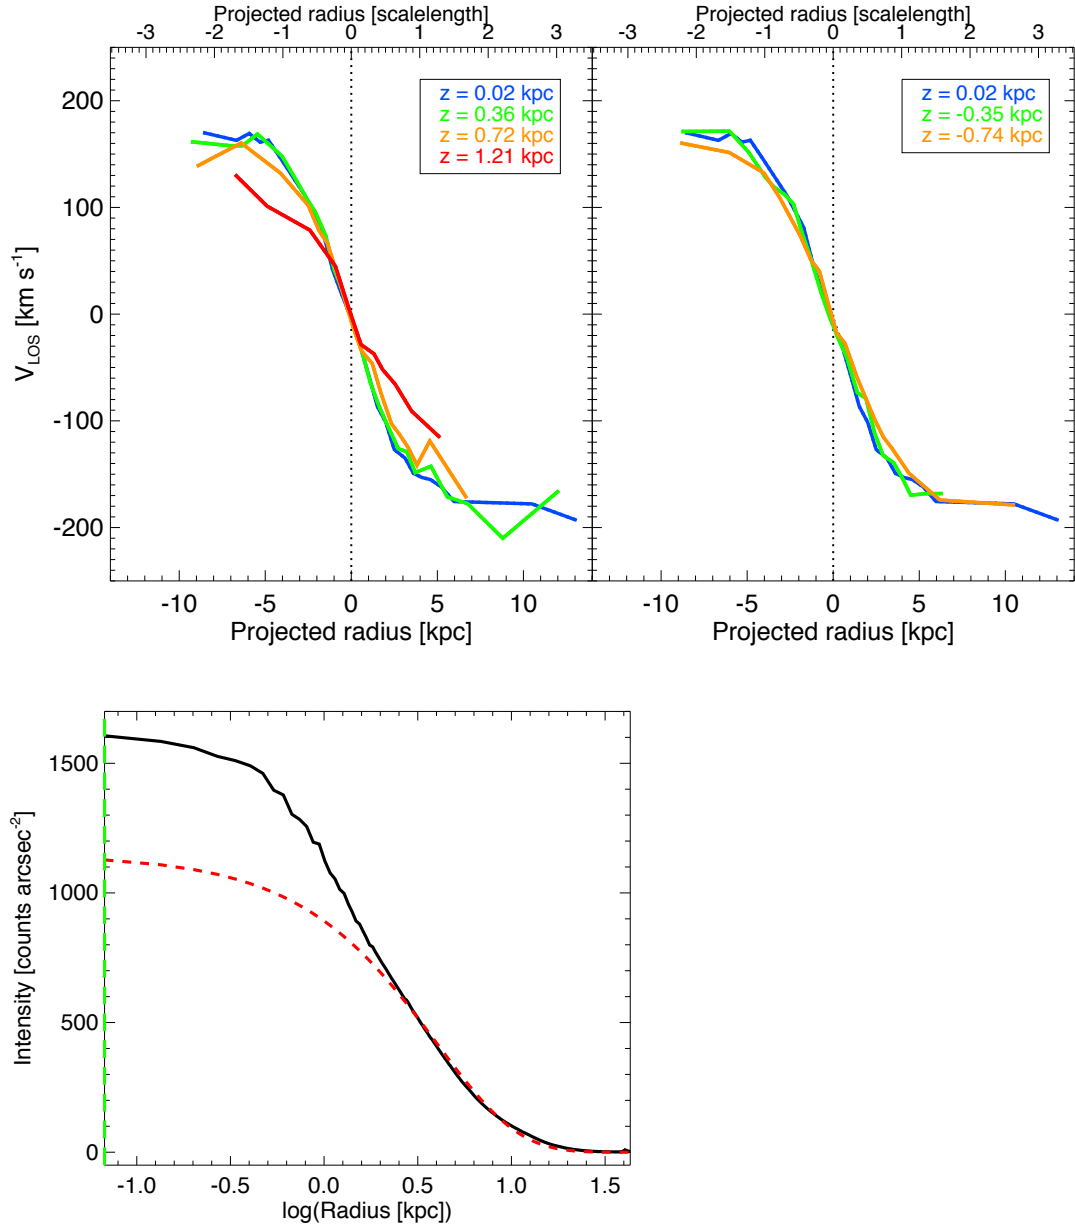 Projected radius [scalelength]
-3 -2 -1 0 1 2 3
Projected radius [scalelength]
-3 -2 -1 0 1 2 3
V_LOS [km s⁻¹]
200
100
0
-100
-200
z = 0.02 kpc
z = 0.36 kpc
z = 0.72 kpc
z = 1.21 kpc
z = 0.02 kpc
z = -0.35 kpc
z = -0.74 kpc
-10 -5 0 5 10
Projected radius [kpc]
-10 -5 0 5 10
Projected radius [kpc]
Intensity [counts arcsec⁻²]
1500
1000
500
0
-1.0 -0.5 0.0 0.5 1.0 1.5
log(Radius [kpc])